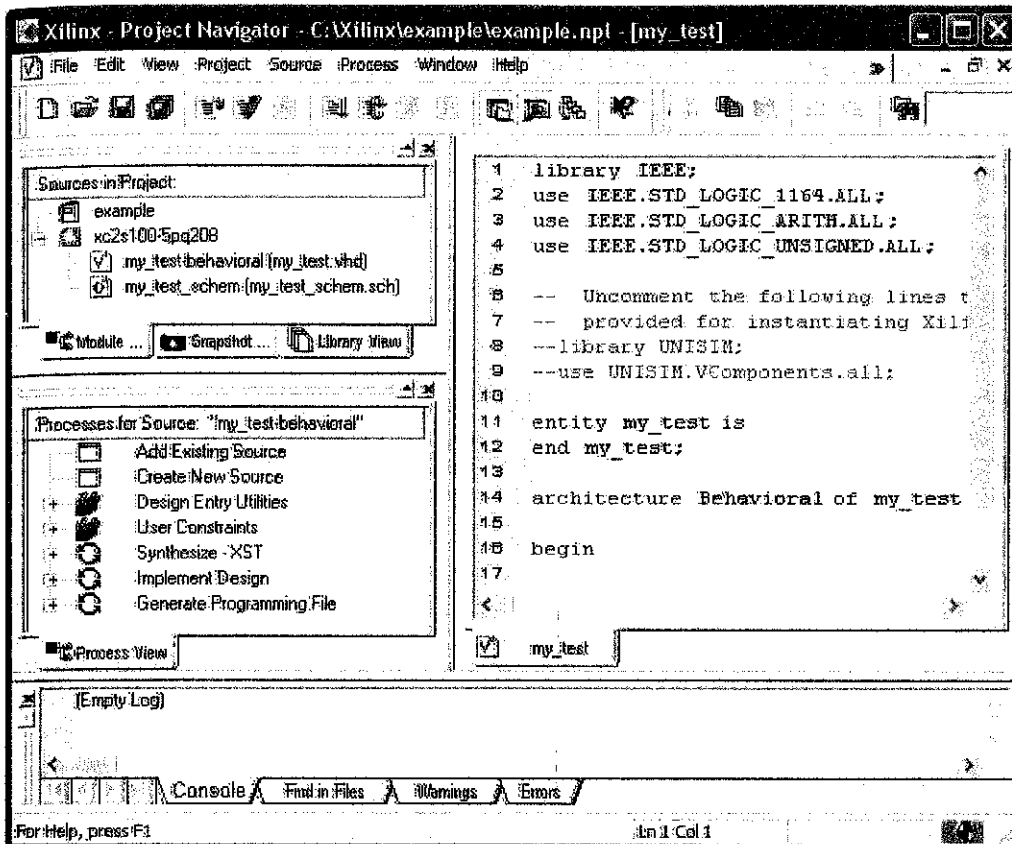 Xilinx - Project Navigator - C:\Xilinx\example\example.npl - [my_test]
File Edit View Project Source Process Window Help
Sources in Project:
example
xc2s100-5pq208
my_test-behavioral (my_test.vhd)
my_test_schem (my_test_schem.sch)
Module ... Snapshot ... Library View
Processes for Source: "my_test-behavioral"
Add Existing Source
Create New Source
Design Entry Utilities
User Constraints
Synthesize - XST
Implement Design
Generate Programming File
Process View
1 library IEEE;
2 use IEEE.STD_LOGIC_1164.ALL;
3 use IEEE.STD_LOGIC_ARITH.ALL;
4 use IEEE.STD_LOGIC_UNSIGNED.ALL;
5
6 -- Uncomment the following lines t
7 -- provided for instantiating Xili
8 --library UNISIM;
9 --use UNISIM.VComponents.all;
10
11 entity my_test is
12 end my_test;
13
14 architecture Behavioral of my_test
15
16 begin
17
my_test
(Empty Log)
Console Find in Files Warnings Errors
For Help, press F1
Ln 1 Col 1